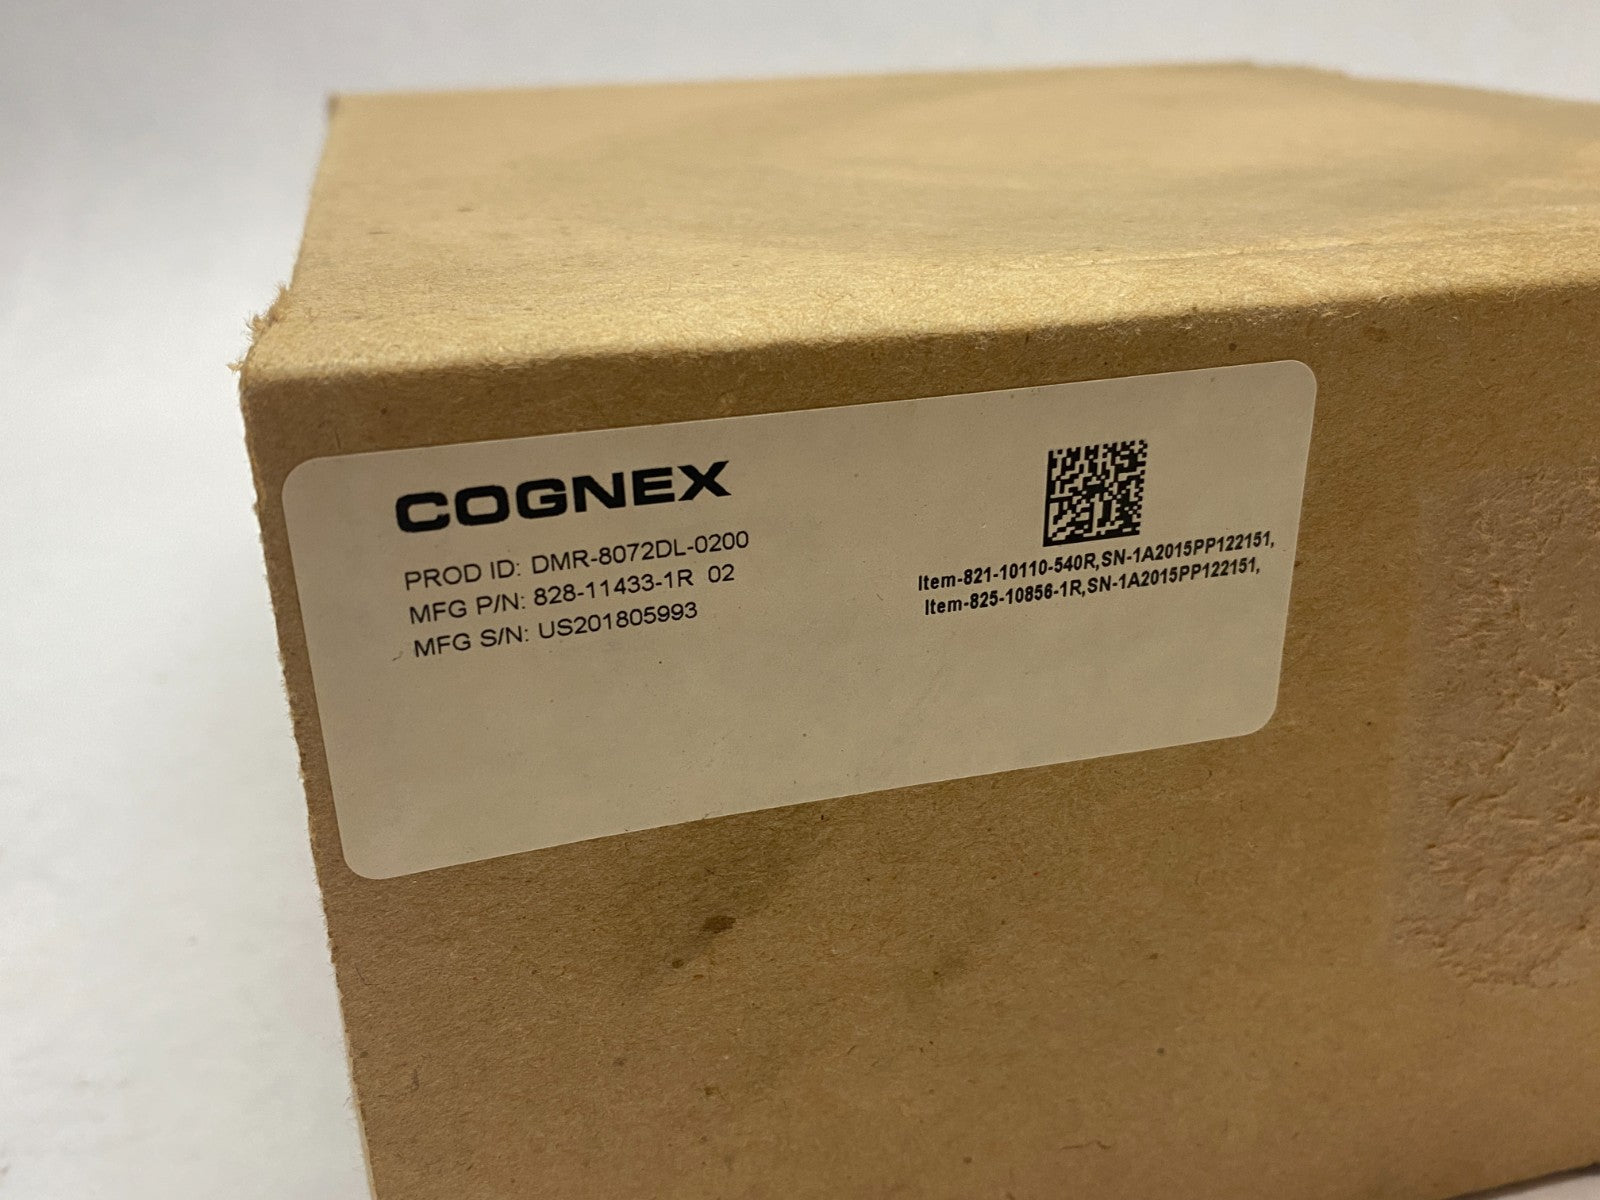 COGNEX
PROD ID: DMR-8072DL-0200
MFG P/N: 828-11433-1R 02
MFG S/N: US201805993
Item-821-10110-540R,SN-1A2015PP122151,
Item-825-10856-1R,SN-1A2015PP122151,